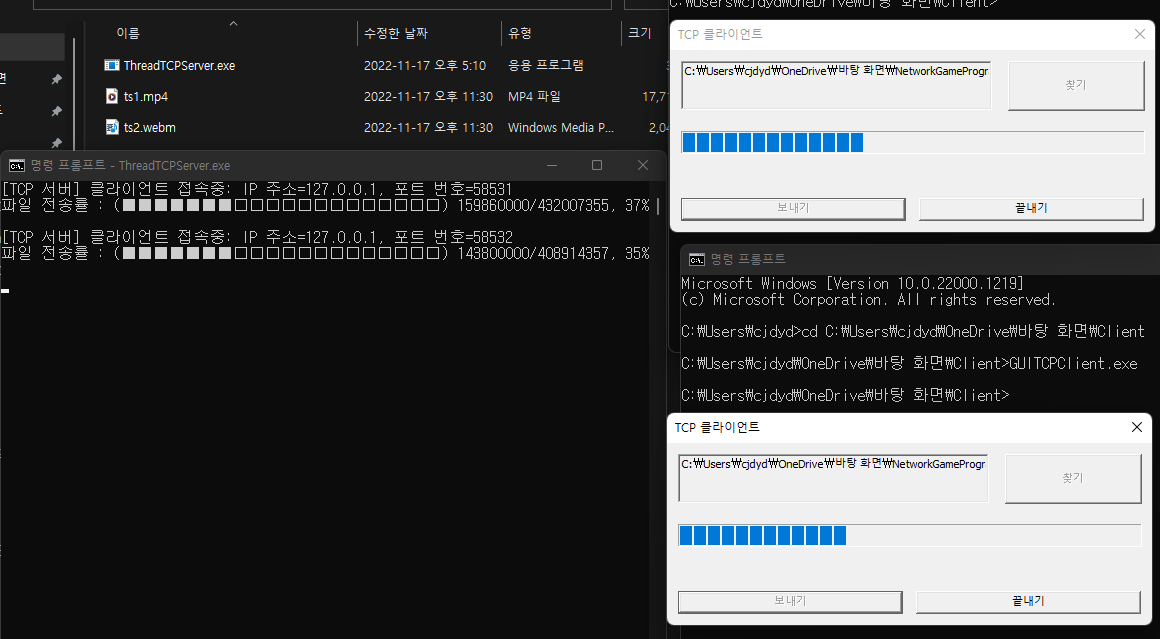 이름 수정한 날짜 유형 크기
ThreadTCPServer.exe 2022-11-17 오후 5:10 응용 프로그램
ts1.mp4 2022-11-17 오후 11:30 MP4 파일 17,7
ts2.webm 2022-11-17 오후 11:30 Windows Media P... 2,04
명령 프롬프트 - ThreadTCPServer.exe
[TCP 서버] 클라이언트 접속중: IP 주소=127.0.0.1, 포트 번호=58531
파일 전송률 : (■■■■■■■□□□□□□□□□□□□□) 159860000/432007355, 37%
[TCP 서버] 클라이언트 접속중: IP 주소=127.0.0.1, 포트 번호=58532
파일 전송률 : (■■■■■■■□□□□□□□□□□□□□) 143800000/408914357, 35%
C:₩Users₩cjdyd₩OneDrive₩바탕 화면₩Client>
TCP 클라이언트
C:₩Users₩cjdyd₩OneDrive₩바탕 화면₩NetworkGameProgr
찾기
보내기 끝내기
명령 프롬프트
Microsoft Windows [Version 10.0.22000.1219]
(c) Microsoft Corporation. All rights reserved.
C:₩Users₩cjdyd>cd C:₩Users₩cjdyd₩OneDrive₩바탕 화면₩Client
C:₩Users₩cjdyd₩OneDrive₩바탕 화면₩Client>GUITCPClient.exe
C:₩Users₩cjdyd₩OneDrive₩바탕 화면₩Client>
TCP 클라이언트
C:₩Users₩cjdyd₩OneDrive₩바탕 화면₩NetworkGameProgr
찾기
보내기 끝내기